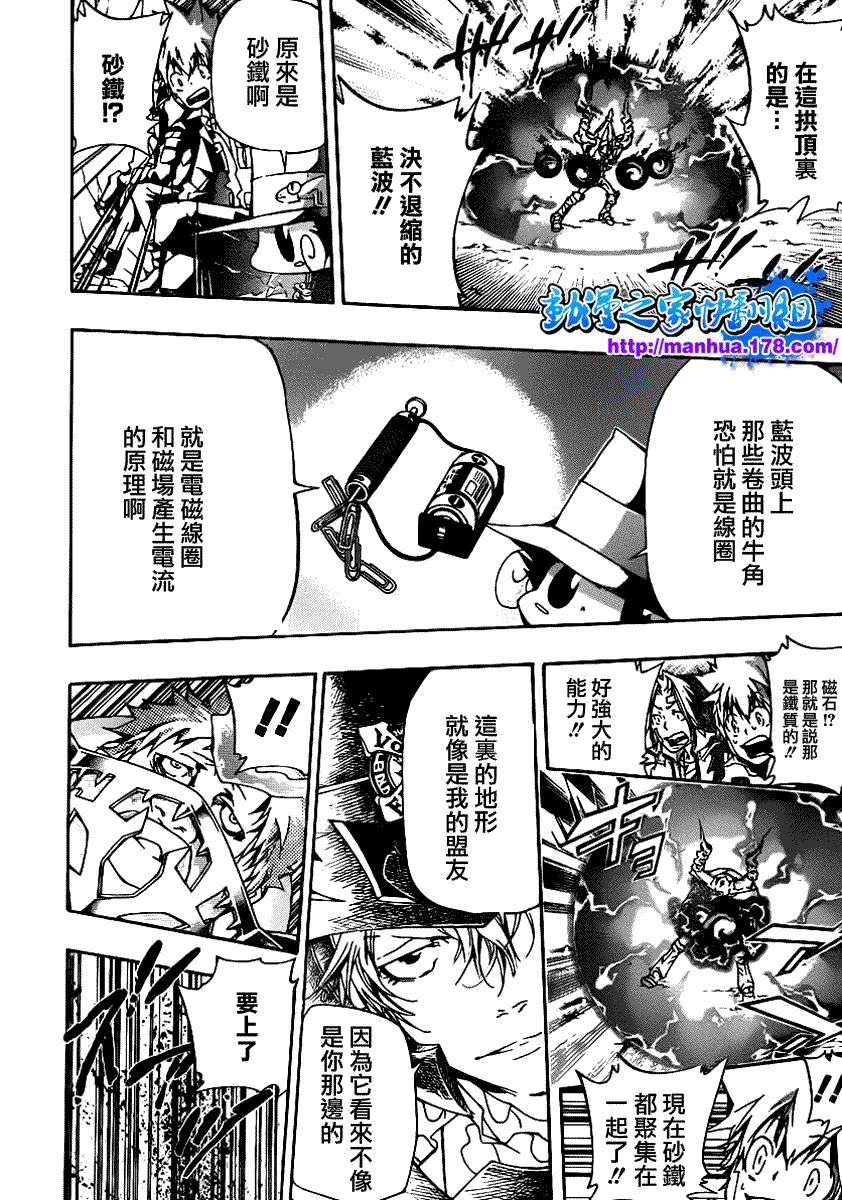 在這拱頂裏
的是…
決不退縮的
藍波!!
原來是
砂鐵啊
砂鐵!?
動漫之家快翻組
http://manhua.178.com/
藍波頭上
那些卷曲的牛角
恐怕就是線圈
就是電磁線圈
和磁場產生電流
的原理啊
磁石!?
那就是説那
是鐵質的!!
好強大的
能力!!
キョ
現在砂鐵
都聚集在
一起了!!
這裏的地形
就像是我的盟友
因為它看來不像
是你那邊的
!!
要上了